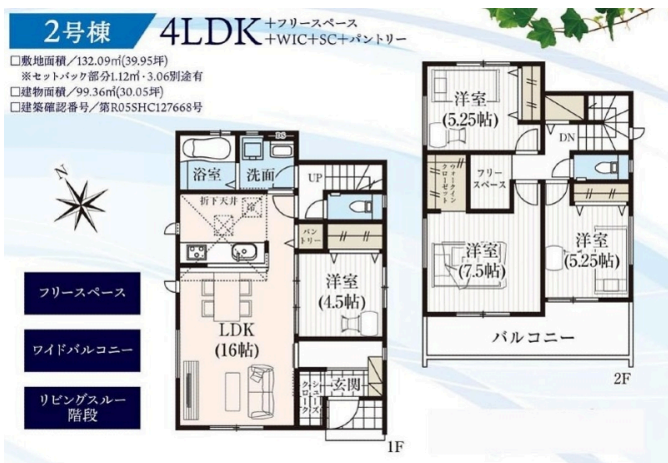 2号棟
4LDK
+フリースペース
+WIC+SC+パントリー
□敷地面積／132.09㎡(39.95坪)
※セットバック部分1.12㎡・3.06別途有
□建物面積／99.36㎡(30.05坪)
□建築確認番号／第R05SHC127668号
N
フリースペース
ワイドバルコニー
リビングスルー
階段
浴室
洗面
UP
折下天井
パン
トリー
洋室
(4.5帖)
LDK
(16帖)
シューズ
クローク
玄関
1F
洋室
(5.25帖)
DN
ウォークイン
クローゼット
フリー
スペース
洋室
(7.5帖)
洋室
(5.25帖)
バルコニー
2F